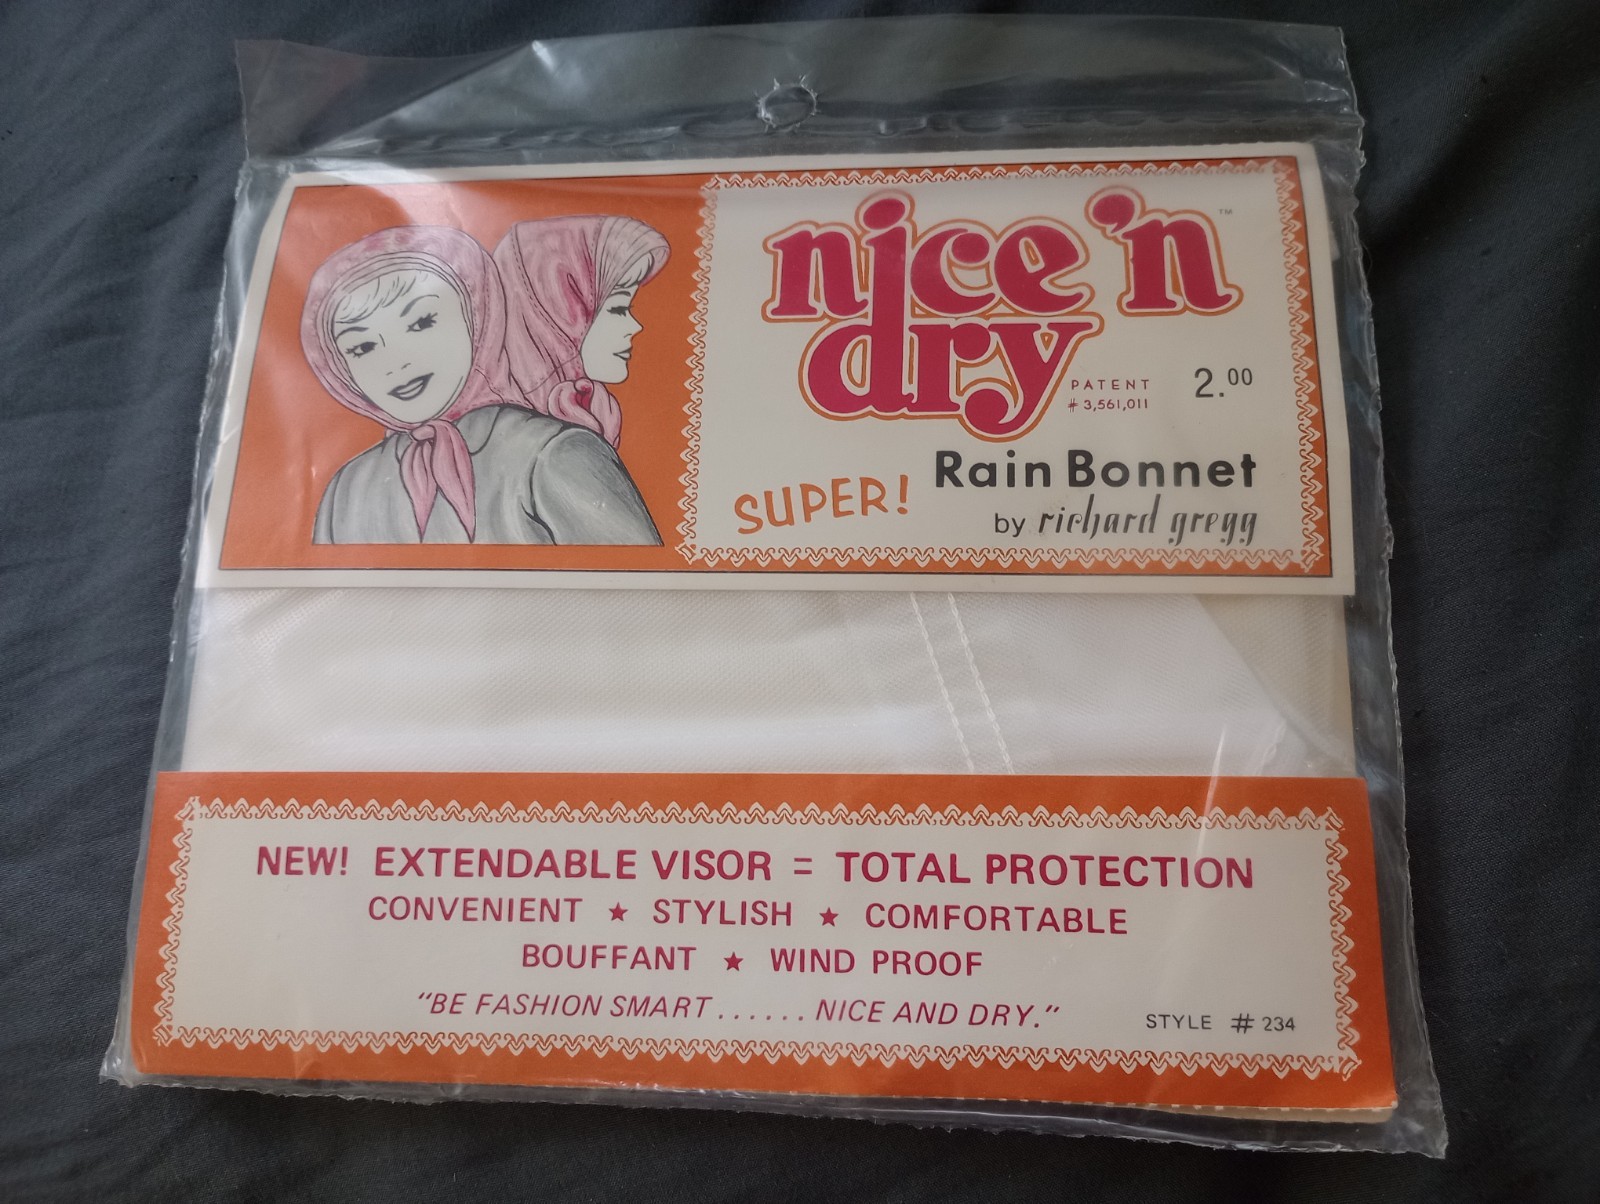 nice 'n ™
dry
PATENT
# 3,561,011
2.00
SUPER!
Rain Bonnet
by richard gregg
NEW! EXTENDABLE VISOR = TOTAL PROTECTION
CONVENIENT ★ STYLISH ★ COMFORTABLE
BOUFFANT ★ WIND PROOF
"BE FASHION SMART ...... NICE AND DRY."
STYLE # 234